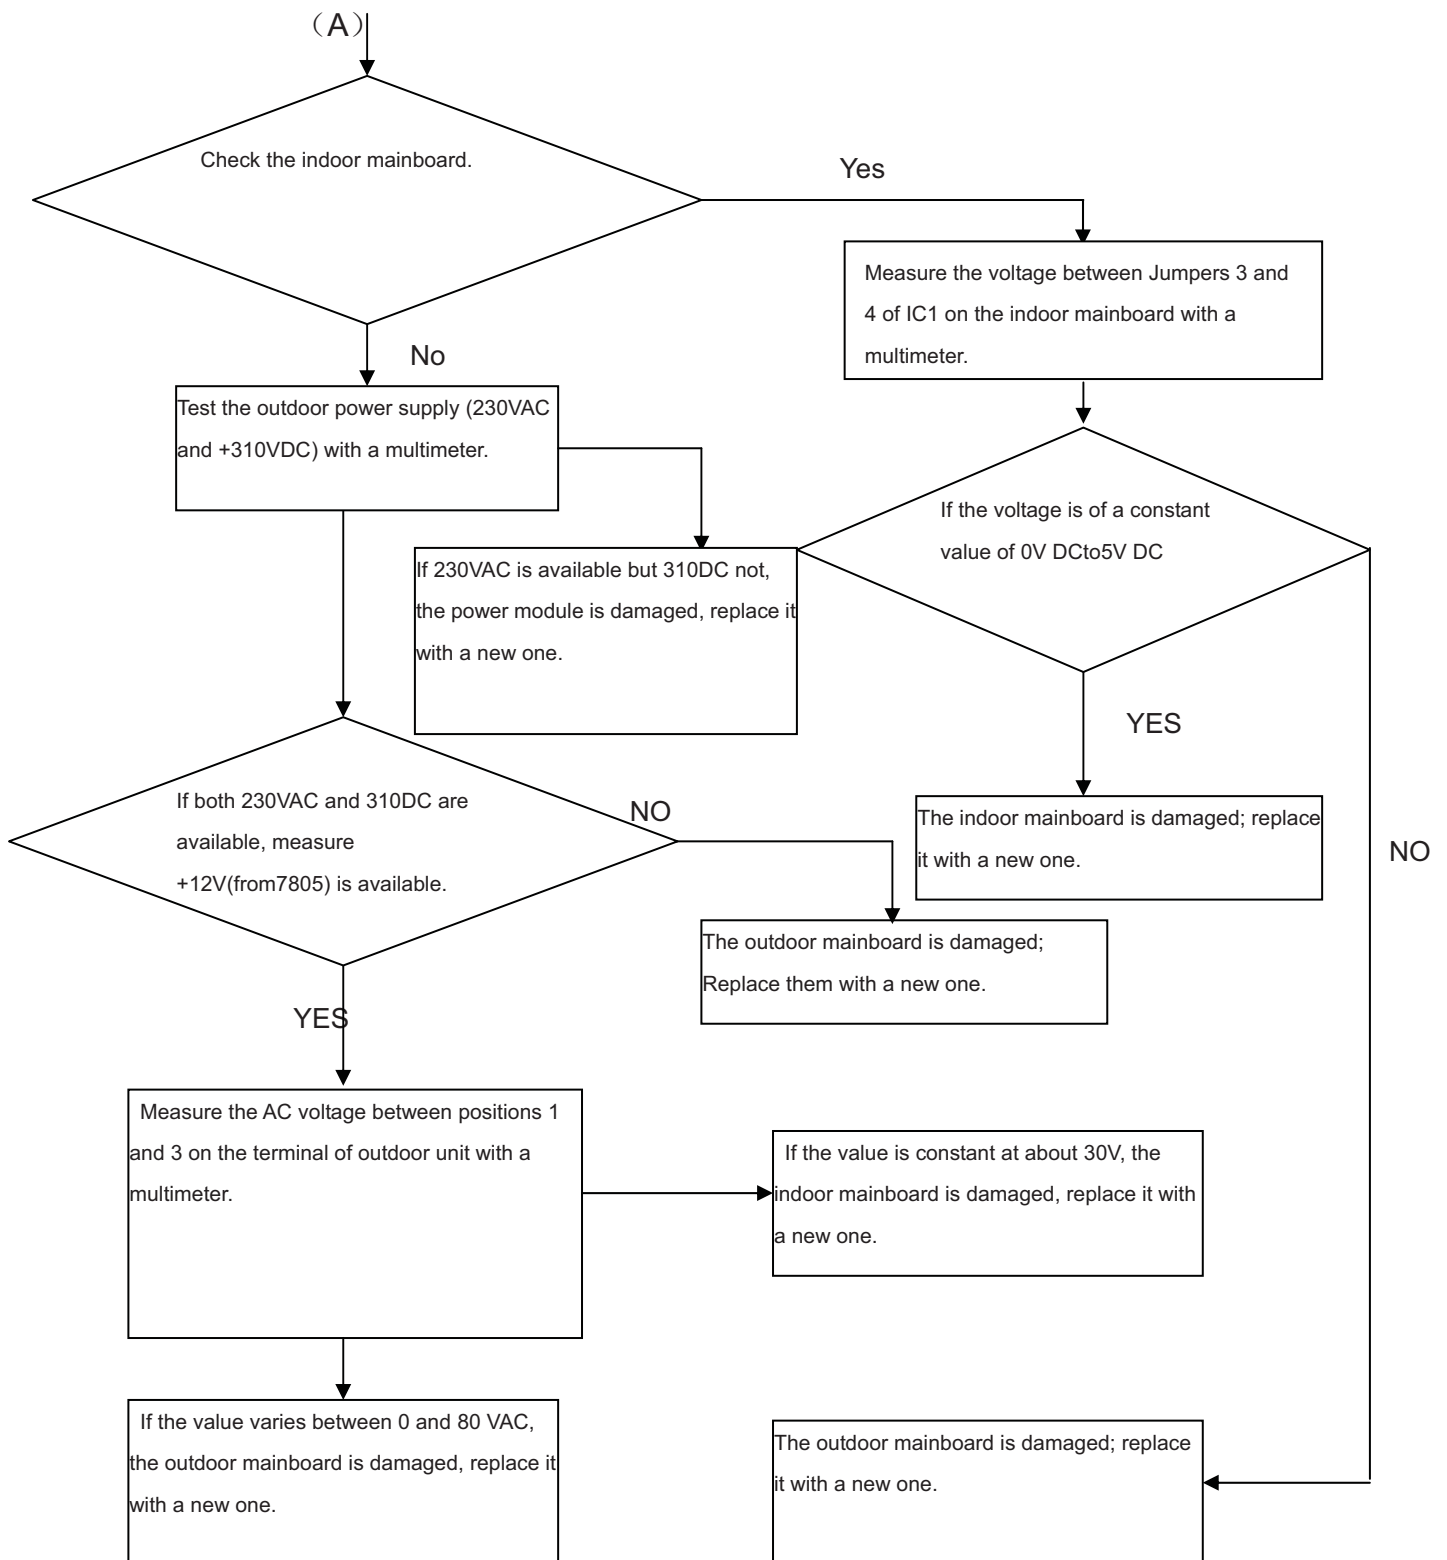 （A）
Check the indoor mainboard.
Yes
Measure the voltage between Jumpers 3 and
4 of IC1 on the indoor mainboard with a
multimeter.
No
Test the outdoor power supply (230VAC
and +310VDC) with a multimeter.
If the voltage is of a constant
value of 0V DCto5V DC
If 230VAC is available but 310DC not,
the power module is damaged, replace it
with a new one.
YES
If both 230VAC and 310DC are
available, measure
+12V(from7805) is available.
NO
The indoor mainboard is damaged; replace
it with a new one.
NO
The outdoor mainboard is damaged;
Replace them with a new one.
YES
Measure the AC voltage between positions 1
and 3 on the terminal of outdoor unit with a
multimeter.
If the value is constant at about 30V, the
indoor mainboard is damaged, replace it with
a new one.
If the value varies between 0 and 80 VAC,
the outdoor mainboard is damaged, replace it
with a new one.
The outdoor mainboard is damaged; replace
it with a new one.